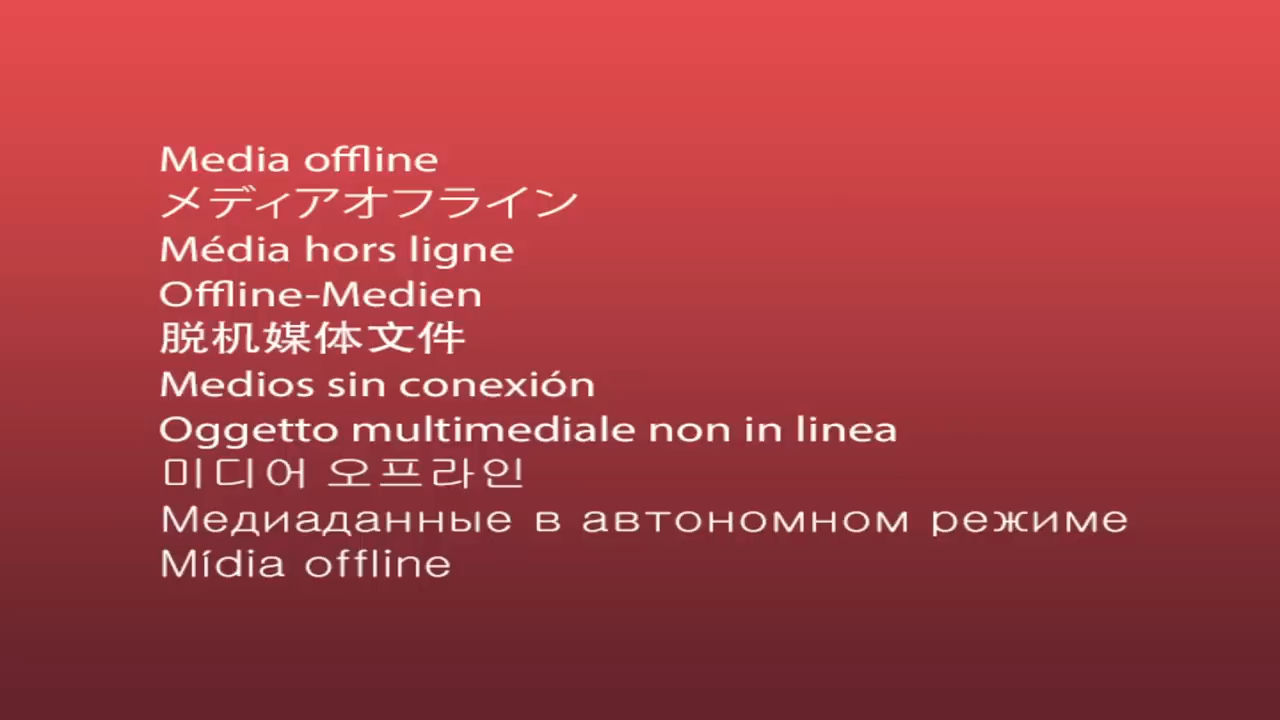 Media offline
メディアオフライン
Média hors ligne
Offline-Medien
脱机媒体文件
Medios sin conexión
Oggetto multimediale non in linea
미디어 오프라인
Медиаданные в автономном режиме
Mídia offline